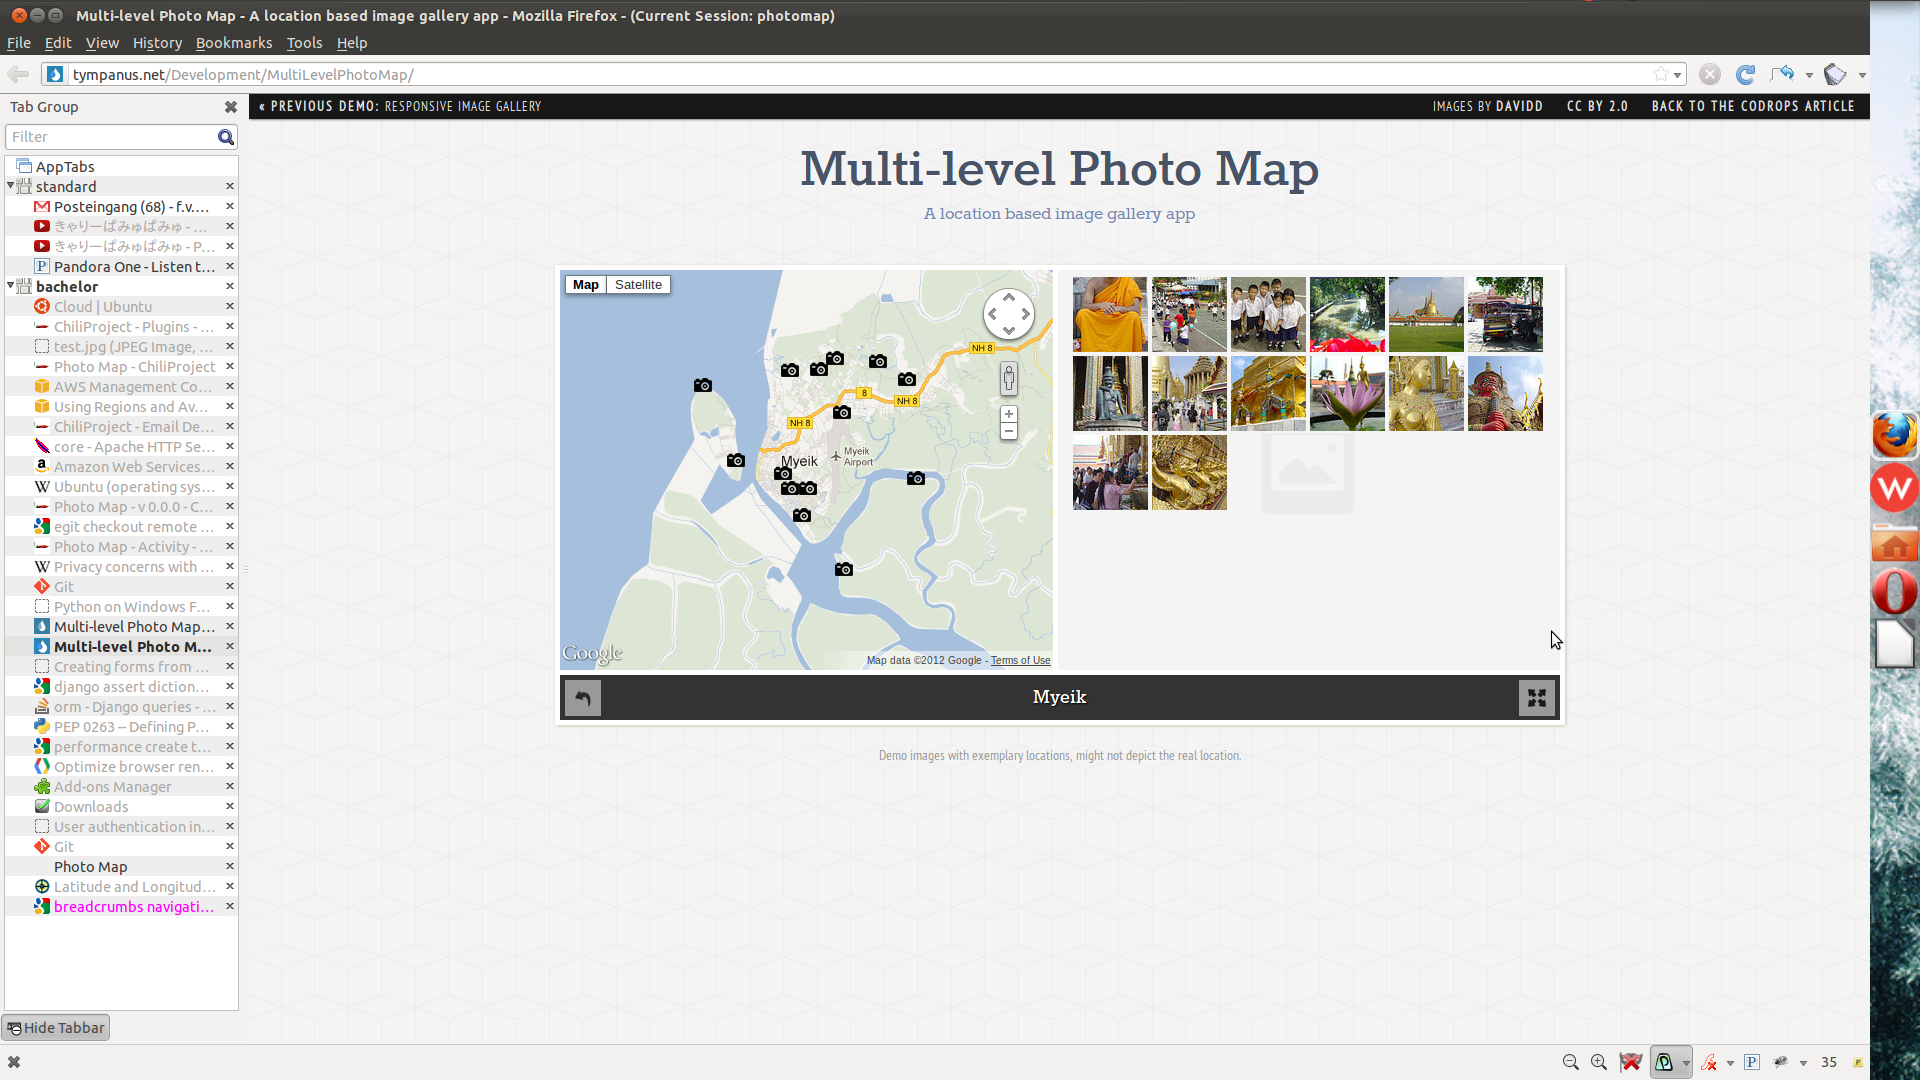 Multi-level Photo Map - A location based image gallery app - Mozilla Firefox - (Current Session: photomap)
File Edit View History Bookmarks Tools Help
tympanus.net/Development/MultiLevelPhotoMap/
Tab Group
Filter
AppTabs
standard
Posteingang (68) - f.v....
きゃりーぱみゅぱみゅ - ...
きゃりーぱみゅぱみゅ - P...
Pandora One - Listen t...
bachelor
Cloud | Ubuntu
ChiliProject - Plugins - ...
test.jpg (JPEG Image, ...
Photo Map - ChiliProject
AWS Management Co...
Using Regions and Av...
ChiliProject - Email De...
core - Apache HTTP Se...
Amazon Web Services...
Ubuntu (operating sys...
Photo Map - v 0.0.0 - C...
egit checkout remote ...
Photo Map - Activity - ...
Privacy concerns with ...
Git
Python on Windows F...
Multi-level Photo Map...
Multi-level Photo M...
Creating forms from ...
django assert diction...
orm - Django queries - ...
PEP 0263 -- Defining P...
performance create t...
Optimize browser ren...
Add-ons Manager
Downloads
User authentication in...
Git
Photo Map
Latitude and Longitud...
breadcrumbs navigati...
Hide Tabbar
« PREVIOUS DEMO: RESPONSIVE IMAGE GALLERY
IMAGES BY DAVIDD CC BY 2.0 BACK TO THE CODROPS ARTICLE
Multi-level Photo Map
A location based image gallery app
Map Satellite
NH 8
8
NH 8
NH 8
Myeik
Myeik
Airport
Google
Map data ©2012 Google - Terms of Use
Myeik
Demo images with exemplary locations, might not depict the real location.
35